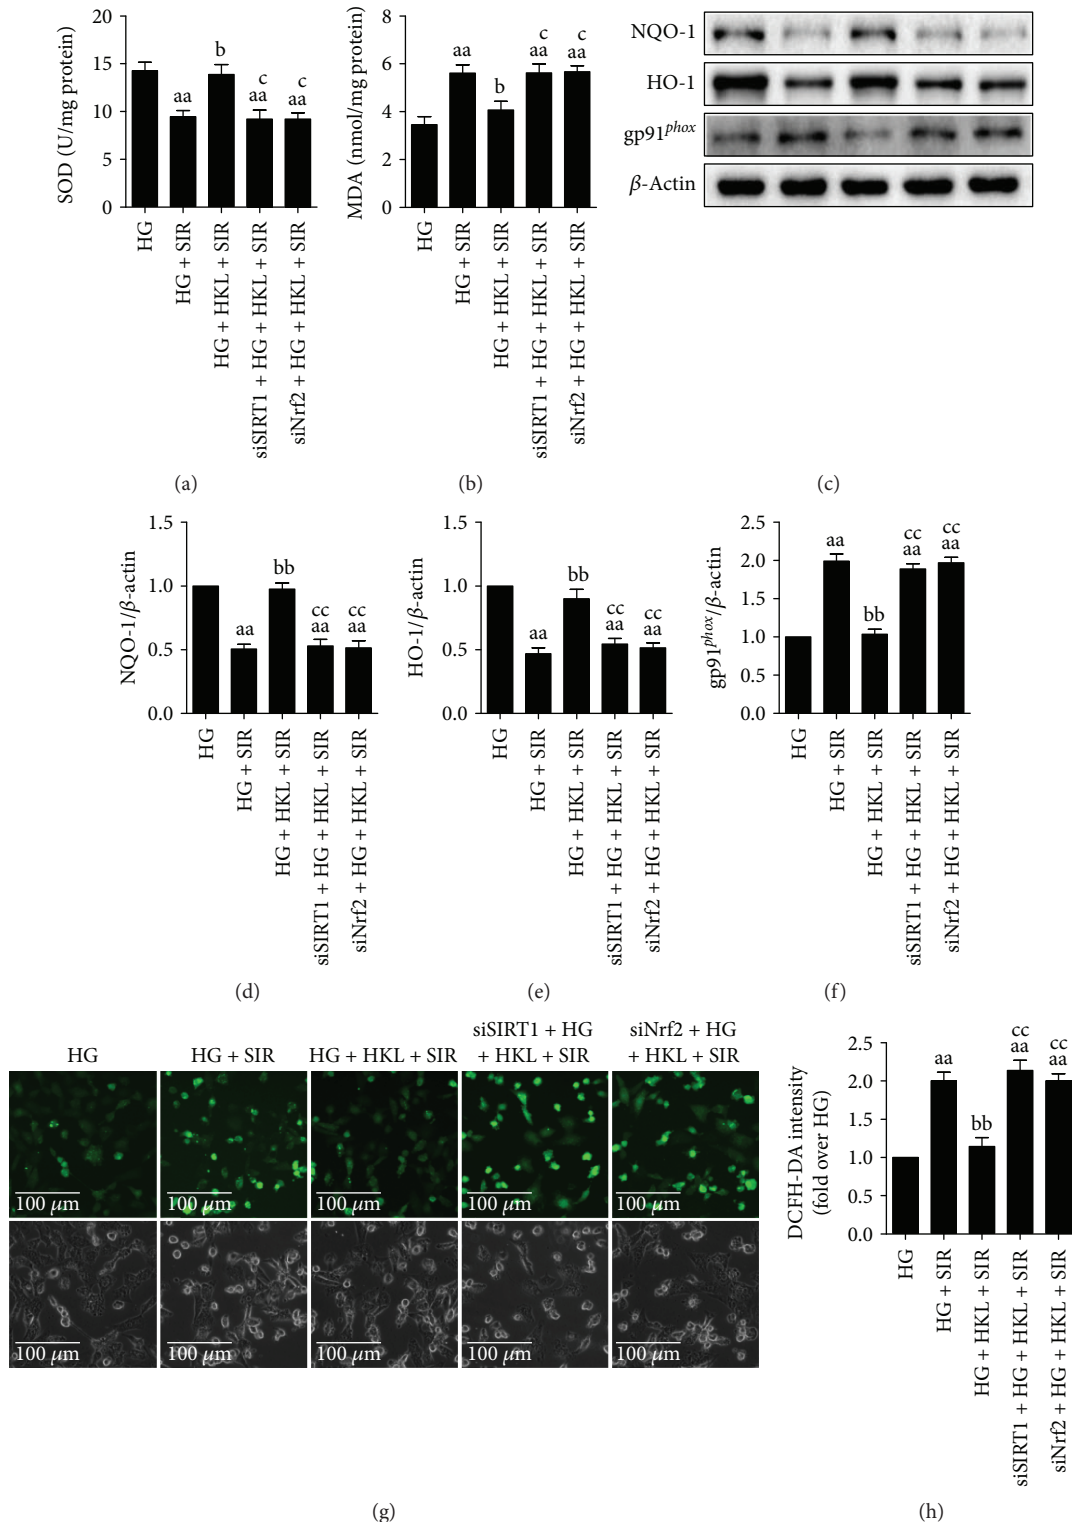 SOD (U/mg protein)
20
15
10
5
0
b
c
c
aa
aa
aa
HG
HG + SIR
HG + HKL + SIR
siSIRT1 + HG + HKL + SIR
siNrf2 + HG + HKL + SIR
(a)
MDA (nmol/mg protein)
8
6
4
2
0
c
c
aa
aa
aa
b
HG
HG + SIR
HG + HKL + SIR
siSIRT1 + HG + HKL + SIR
siNrf2 + HG + HKL + SIR
(b)
NQO-1
HO-1
gp91phox
β-Actin
(c)
NQO-1/β-actin
1.5
1.0
0.5
0.0
bb
cc
cc
aa
aa
aa
HG
HG + SIR
HG + HKL + SIR
siSIRT1 + HG + HKL + SIR
siNrf2 + HG + HKL + SIR
(d)
HO-1/β-actin
1.5
1.0
0.5
0.0
bb
cc
cc
aa
aa
aa
HG
HG + SIR
HG + HKL + SIR
siSIRT1 + HG + HKL + SIR
siNrf2 + HG + HKL + SIR
(e)
gp91phox/β-actin
2.5
2.0
1.5
1.0
0.5
0.0
aa
cc
cc
aa
aa
bb
HG
HG + SIR
HG + HKL + SIR
siSIRT1 + HG + HKL + SIR
siNrf2 + HG + HKL + SIR
(f)
HG
HG + SIR
HG + HKL + SIR
siSIRT1 + HG
+ HKL + SIR
siNrf2 + HG
+ HKL + SIR
100 μm
100 μm
100 μm
100 μm
100 μm
100 μm
100 μm
100 μm
100 μm
100 μm
(g)
DCFH-DA intensity
(fold over HG)
2.5
2.0
1.5
1.0
0.5
0.0
aa
cc
cc
aa
aa
bb
HG
HG + SIR
HG + HKL + SIR
siSIRT1 + HG + HKL + SIR
siNrf2 + HG + HKL + SIR
(h)